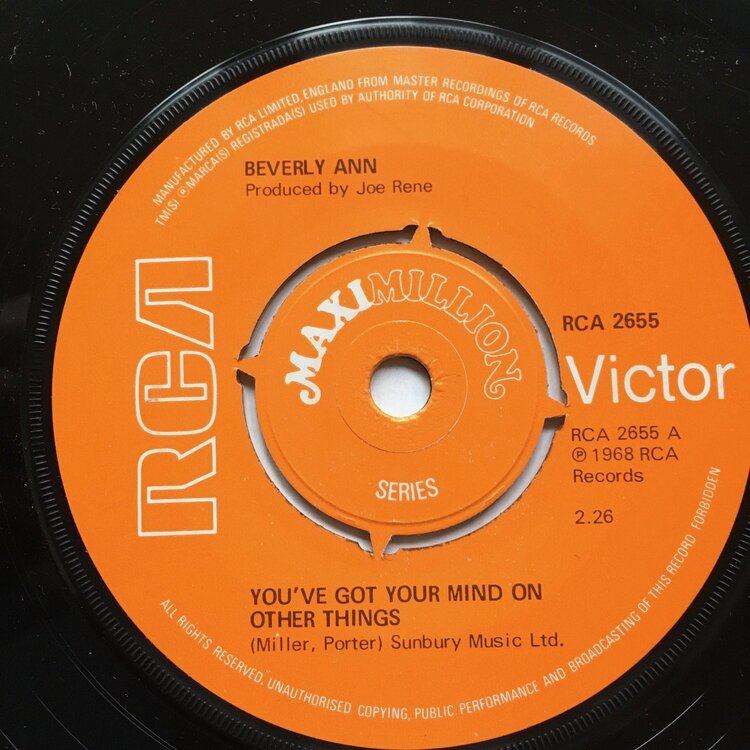 MANUFACTURED BY RCA LIMITED, ENGLAND FROM MASTER RECORDINGS OF RCA RECORDS
TM(S) ® MARCA(S) REGISTRADA(S) USED BY AUTHORITY OF RCA CORPORATION
BEVERLY ANN
Produced by Joe Rene
RCA
MAXIMILLION
SERIES
RCA 2655
Victor
RCA 2655 A
℗ 1968 RCA
Records
2.26
YOU'VE GOT YOUR MIND ON
OTHER THINGS
(Miller, Porter) Sunbury Music Ltd.
ALL RIGHTS RESERVED, UNAUTHORISED COPYING, PUBLIC PERFORMANCE AND BROADCASTING OF THIS RECORD FORBIDDEN